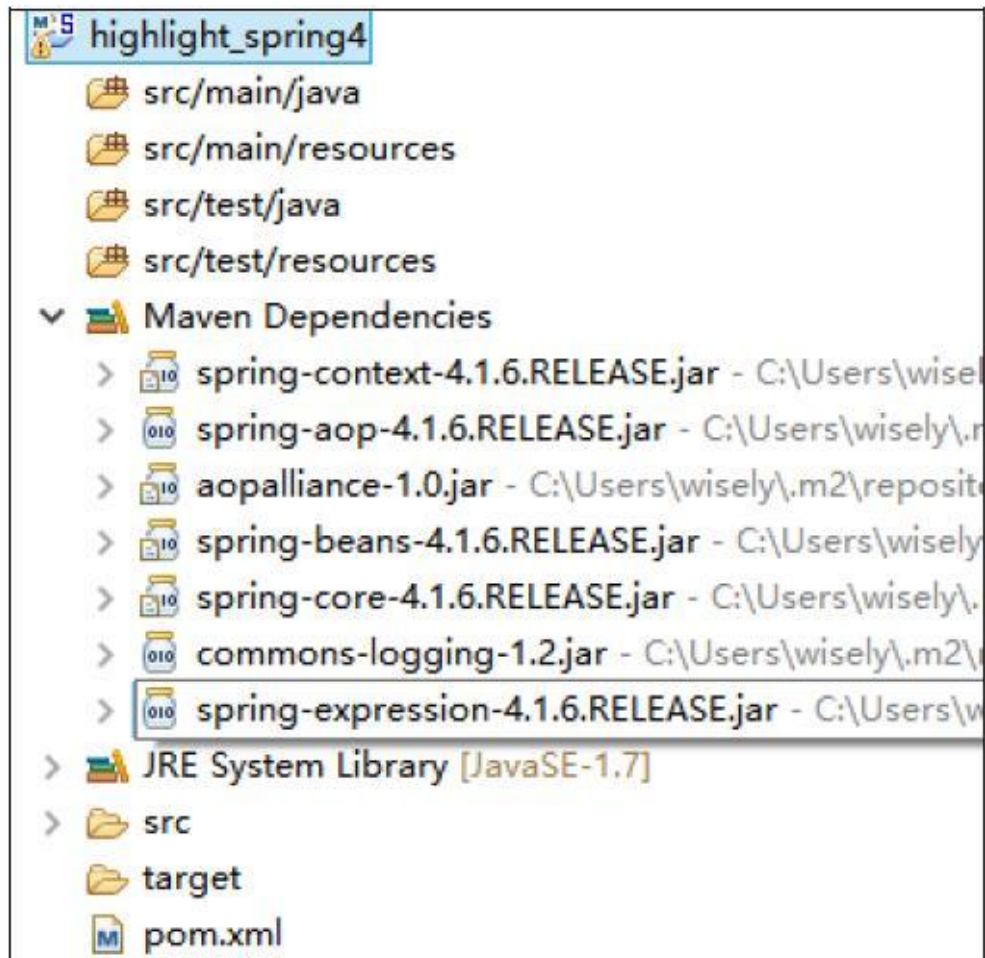 highlight_spring4
src/main/java
src/main/resources
src/test/java
src/test/resources
Maven Dependencies
spring-context-4.1.6.RELEASE.jar - C:\Users\wisel
spring-aop-4.1.6.RELEASE.jar - C:\Users\wisely\.r
aopalliance-1.0.jar - C:\Users\wisely\.m2\reposit
spring-beans-4.1.6.RELEASE.jar - C:\Users\wisely
spring-core-4.1.6.RELEASE.jar - C:\Users\wisely\.
commons-logging-1.2.jar - C:\Users\wisely\.m2\
spring-expression-4.1.6.RELEASE.jar - C:\Users\w
JRE System Library [JavaSE-1.7]
src
target
pom.xml